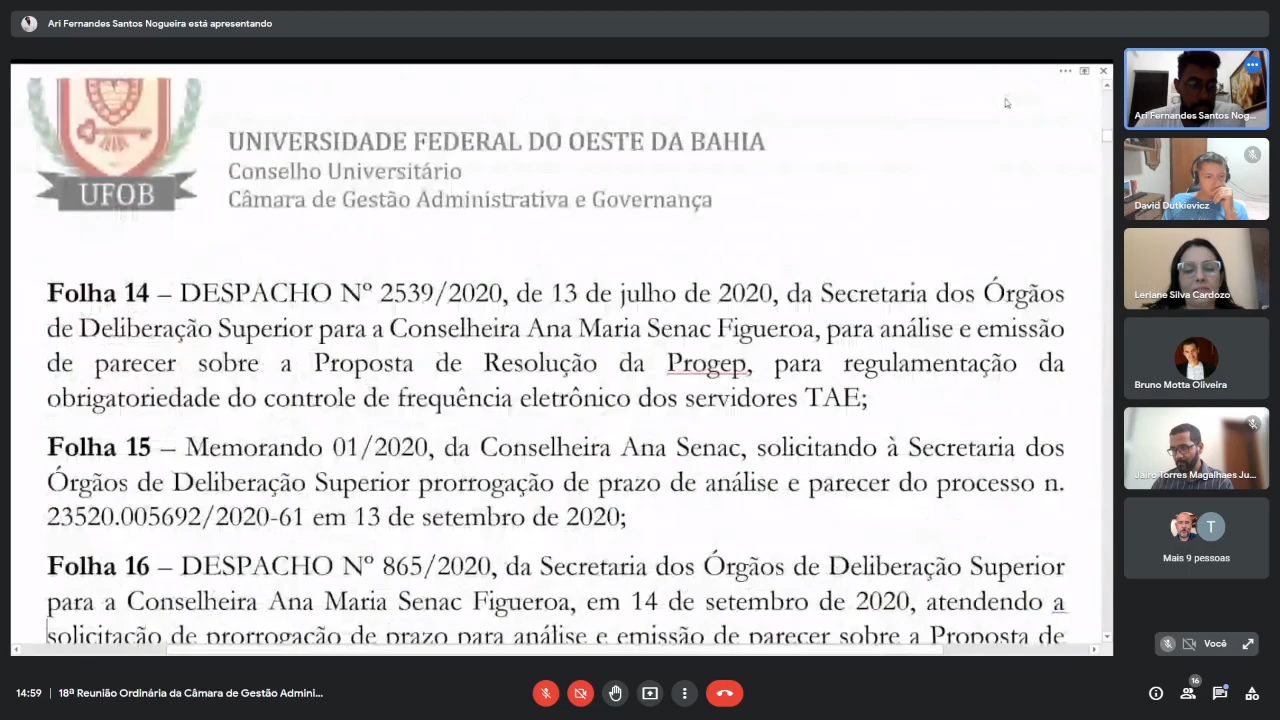 Ari Fernandes Santos Nogueira está apresentando
UFOB
UNIVERSIDADE FEDERAL DO OESTE DA BAHIA
Conselho Universitário
Câmara de Gestão Administrativa e Governança
Folha 14 – DESPACHO Nº 2539/2020, de 13 de julho de 2020, da Secretaria dos Órgãos
de Deliberação Superior para a Conselheira Ana Maria Senac Figueroa, para análise e emissão
de parecer sobre a Proposta de Resolução da Progep, para regulamentação da
obrigatoriedade do controle de frequência eletrônico dos servidores TAE;
Folha 15 – Memorando 01/2020, da Conselheira Ana Senac, solicitando à Secretaria dos
Órgãos de Deliberação Superior prorrogação de prazo de análise e parecer do processo n.
23520.005692/2020-61 em 13 de setembro de 2020;
Folha 16 – DESPACHO Nº 865/2020, da Secretaria dos Órgãos de Deliberação Superior
para a Conselheira Ana Maria Senac Figueroa, em 14 de setembro de 2020, atendendo a
solicitação de prorrogação de prazo para análise e emissão de parecer sobre a Proposta de
Ari Fernandes Santos Nog...
David Dutkievicz
Leriane Silva Cardozo
Bruno Motta Oliveira
Jairo Torres Magalhaes Ju...
T
Mais 9 pessoas
Você
14:59 | 18ª Reunião Ordinária da Câmara de Gestão Admini...
16